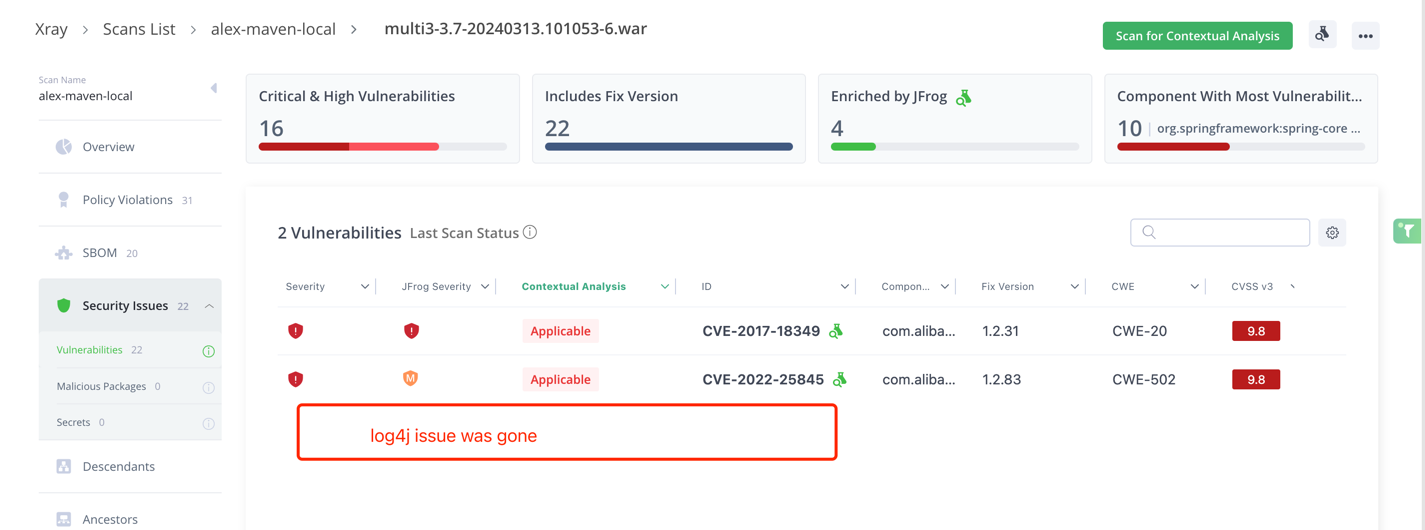 Xray > Scans List > alex-maven-local > multi3-3.7-20240313.101053-6.war
Scan for Contextual Analysis
Scan Name
alex-maven-local
Overview
Policy Violations 31
SBOM 20
Security Issues 22
Vulnerabilities 22
Malicious Packages 0
Secrets 0
Descendants
Ancestors
Critical & High Vulnerabilities
16
Includes Fix Version
22
Enriched by JFrog
4
Component With Most Vulnerabilit...
10 | org.springframework:spring-core ...
2 Vulnerabilities Last Scan Status
Severity JFrog Severity Contextual Analysis ID Compon... Fix Version CWE CVSS v3
! ! Applicable CVE-2017-18349 com.aliba... 1.2.31 CWE-20 9.8
! M Applicable CVE-2022-25845 com.aliba... 1.2.83 CWE-502 9.8
log4j issue was gone